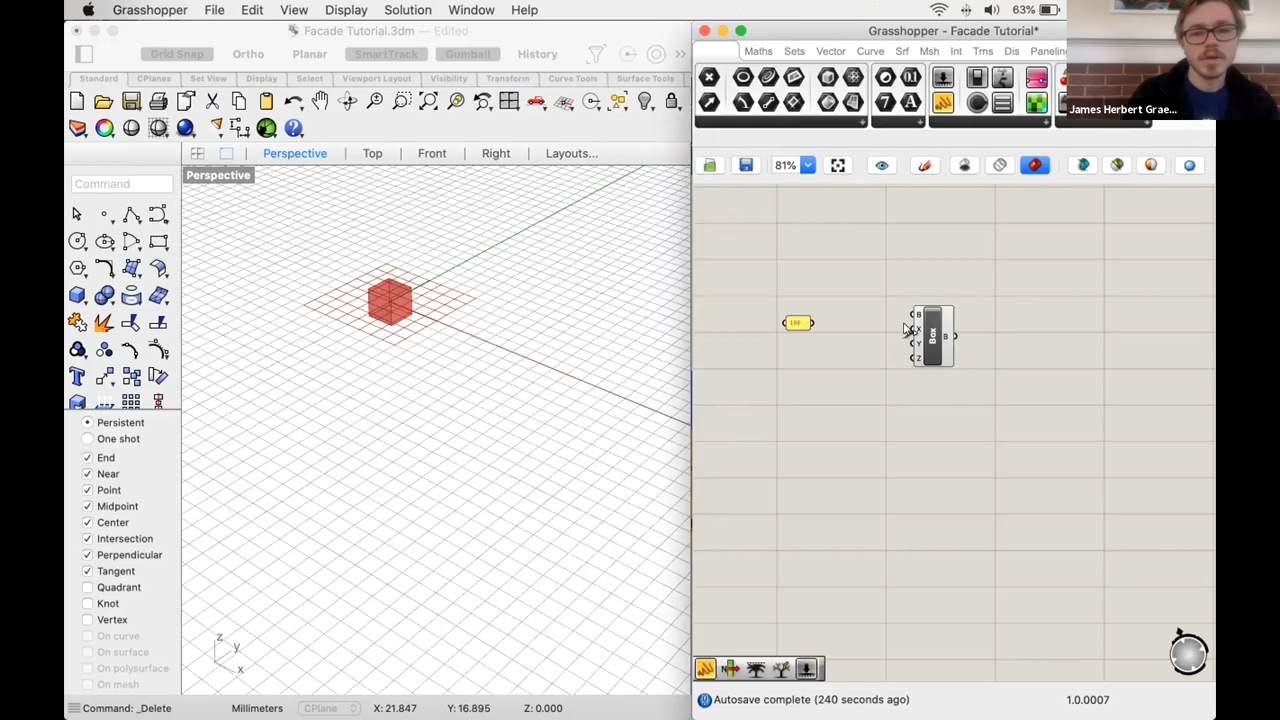 Grasshopper File Edit View Display Solution Window Help 63%
Facade Tutorial.3dm — Edited
Grid Snap Ortho Planar SmartTrack Gumball History
Standard CPlanes Set View Display Select Viewport Layout Visibility Transform Curve Tools Surface Tools
Perspective Top Front Right Layouts...
Perspective
Command
Persistent
One shot
End
Near
Point
Midpoint
Center
Intersection
Perpendicular
Tangent
Quadrant
Knot
Vertex
On curve
On surface
On polysurface
On mesh
z
y
x
Command: _Delete Millimeters CPlane X: 21.847 Y: 16.895 Z: 0.000
Grasshopper - Facade Tutorial*
Maths Sets Vector Curve Srf Msh Int Trms Dis Paneling
James Herbert Grae...
81%
100
B
X
Y
Z
Box
B
Autosave complete (240 seconds ago) 1.0.0007